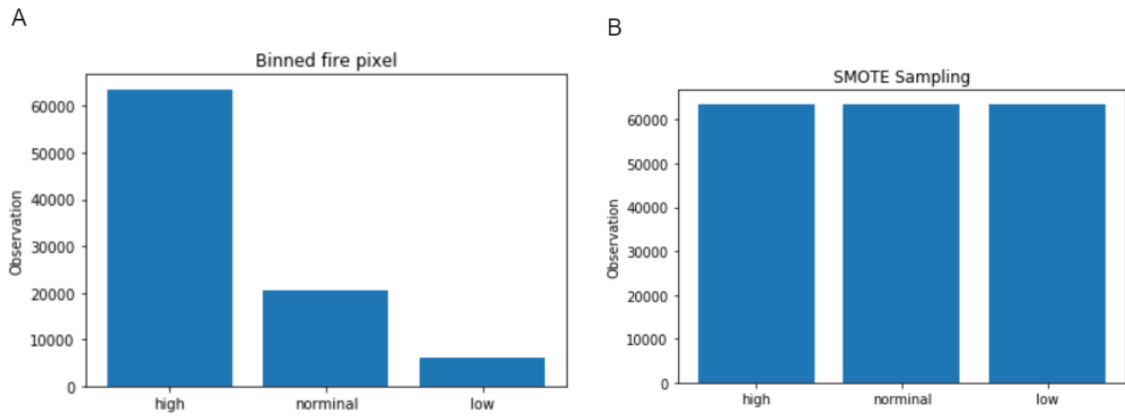 A
Binned fire pixel
60000
50000
40000
30000
20000
10000
0
Observation
high norminal low
B
SMOTE Sampling
60000
50000
40000
30000
20000
10000
0
Observation
high norminal low